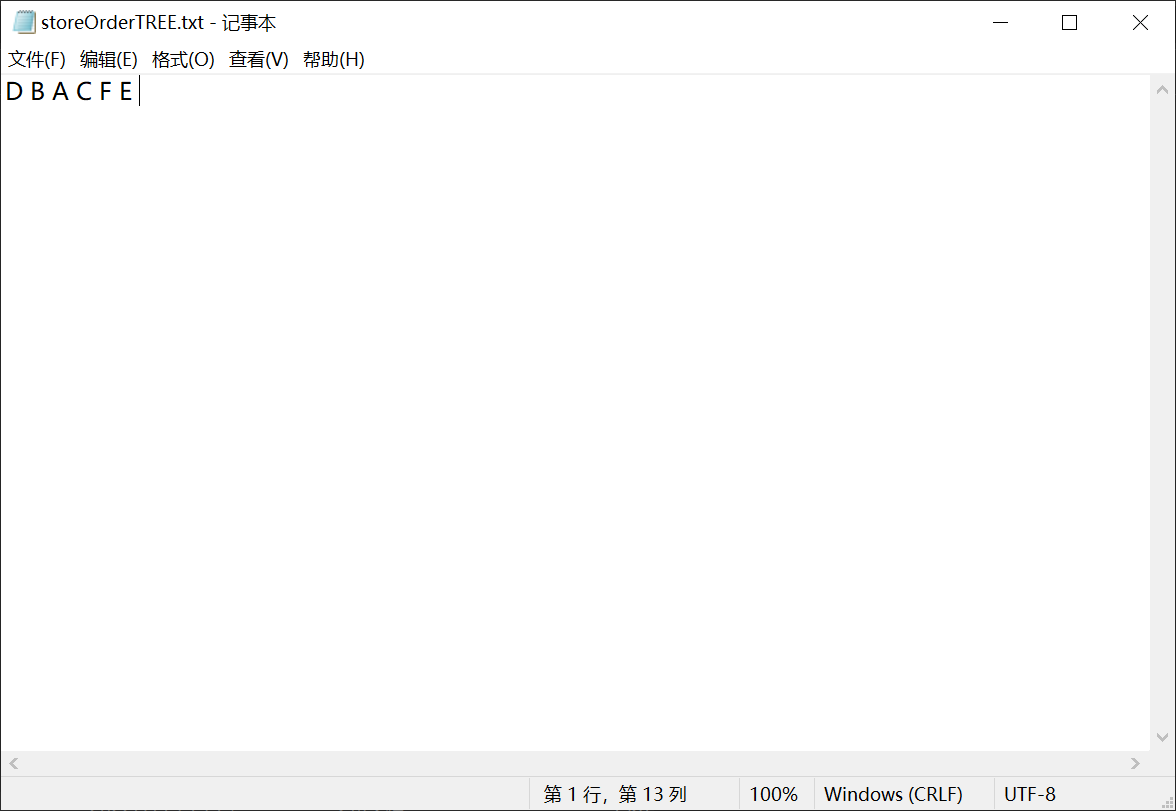 storeOrderTREE.txt - 记事本
文件(F) 编辑(E) 格式(O) 查看(V) 帮助(H)
D B A C F E
第 1 行，第 13 列 100% Windows (CRLF) UTF-8